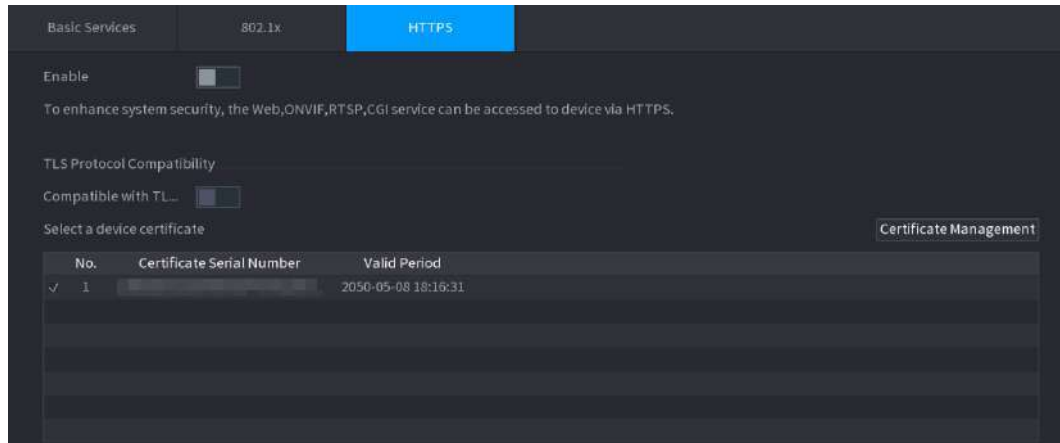 Basic Services 802.1x HTTPS
Enable
To enhance system security, the Web,ONVIF,RTSP,CGI service can be accessed to device via HTTPS.
TLS Protocol Compatibility
Compatible with TL...
Select a device certificate Certificate Management
No. Certificate Serial Number Valid Period
1 2050-05-08 18:16:31